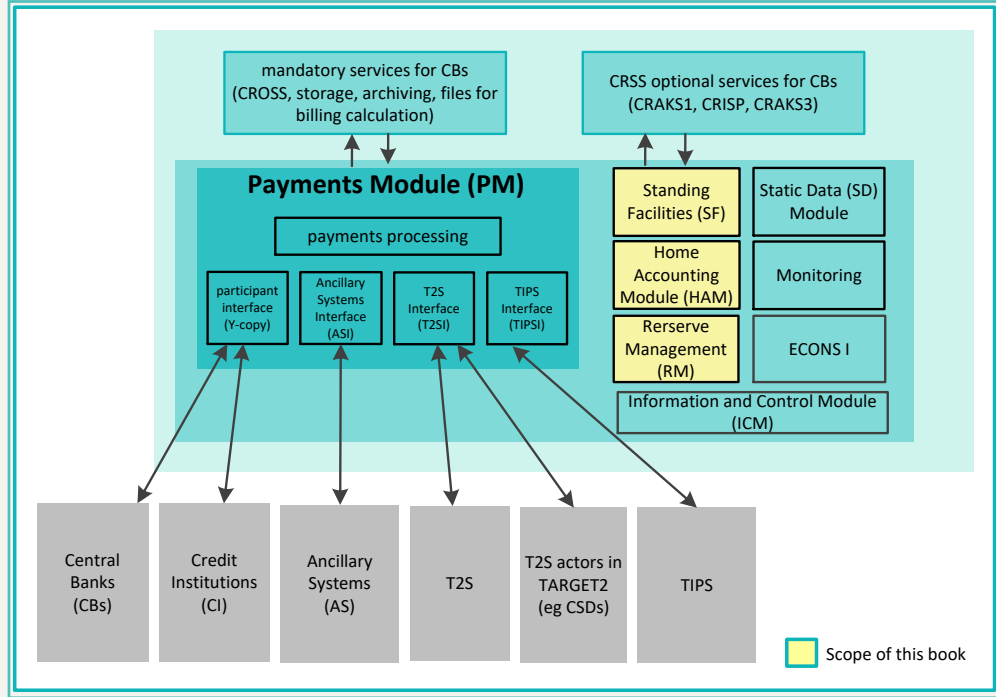 mandatory services for CBs
(CROSS, storage, archiving, files for
billing calculation)
CRSS optional services for CBs
(CRAKS1, CRISP, CRAKS3)
Payments Module (PM)
payments processing
participant
interface
(Y-copy)
Ancillary
Systems
Interface
(ASI)
T2S
Interface
(T2SI)
TIPS
Interface
(TIPSI)
Standing
Facilities (SF)
Static Data (SD)
Module
Home
Accounting
Module (HAM)
Monitoring
Rerserve
Management
(RM)
ECONS I
Information and Control Module
(ICM)
Central
Banks
(CBs)
Credit
Institutions
(CI)
Ancillary
Systems
(AS)
T2S
T2S actors in
TARGET2
(eg CSDs)
TIPS
Scope of this book